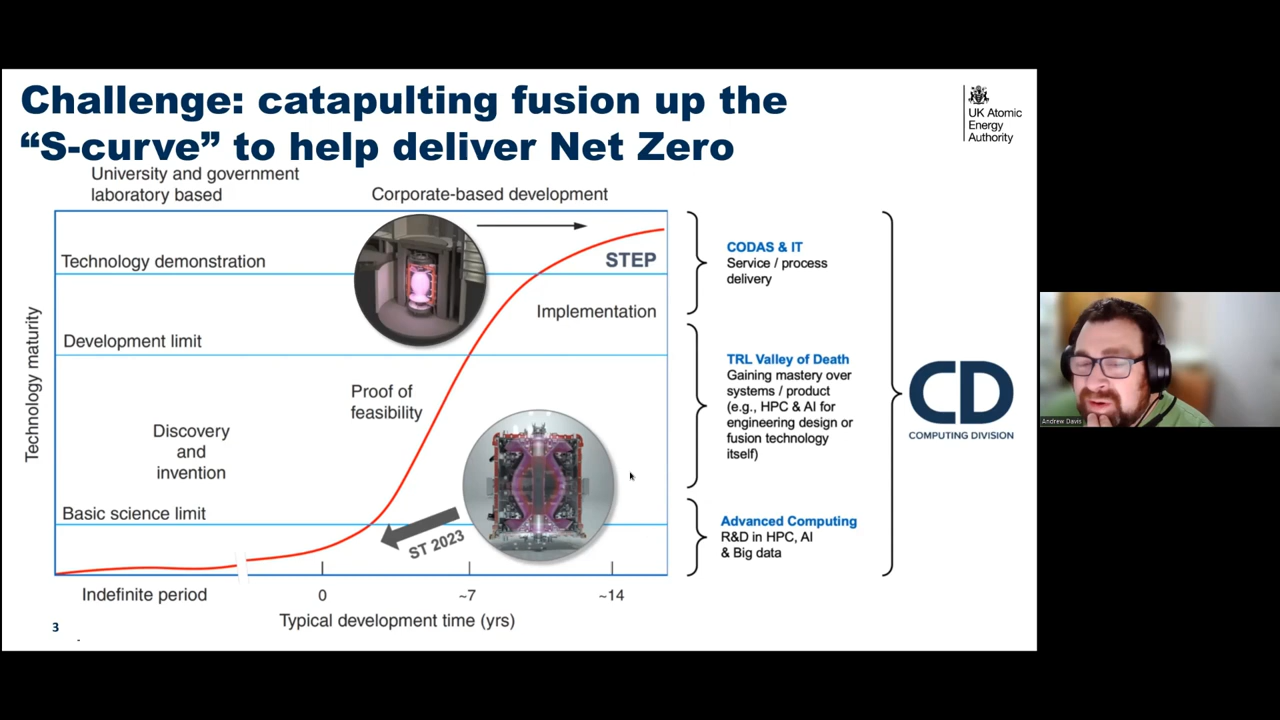 Challenge: catapulting fusion up the
“S-curve” to help deliver Net Zero
UK Atomic
Energy
Authority
University and government
laboratory based
Corporate-based development
Technology demonstration
STEP
Implementation
Development limit
Proof of
feasibility
Discovery
and
invention
Basic science limit
ST 2023
Technology maturity
Indefinite period
0
~7
~14
Typical development time (yrs)
CODAS & IT
Service / process
delivery
TRL Valley of Death
Gaining mastery over
systems / product
(e.g., HPC & AI for
engineering design or
fusion technology
itself)
Advanced Computing
R&D in HPC, AI
& Big data
CD
COMPUTING DIVISION
Andrew Davis
3